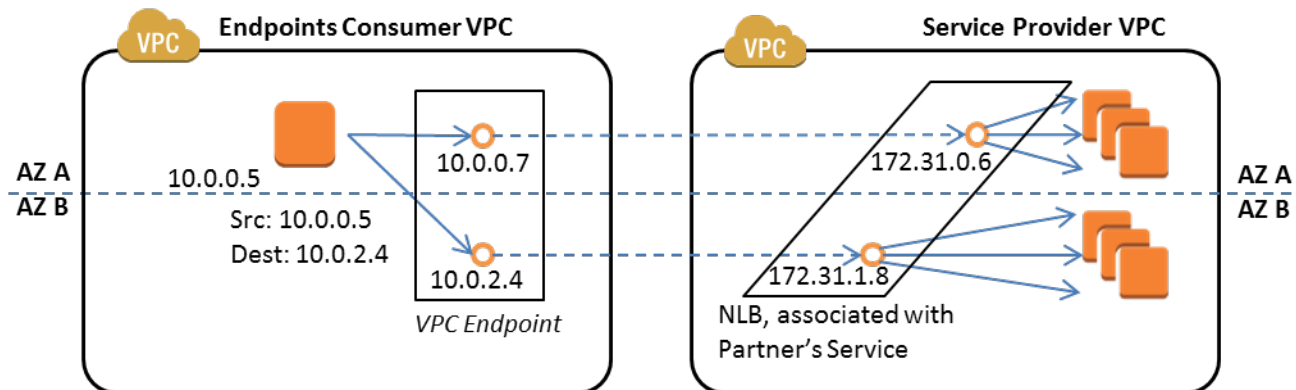 Endpoints Consumer VPC
Service Provider VPC
VPC
VPC
10.0.0.7
172.31.0.6
AZ A
10.0.0.5
AZ A
AZ B
AZ B
Src: 10.0.0.5
Dest: 10.0.2.4
10.0.2.4
172.31.1.8
VPC Endpoint
NLB, associated with
Partner's Service